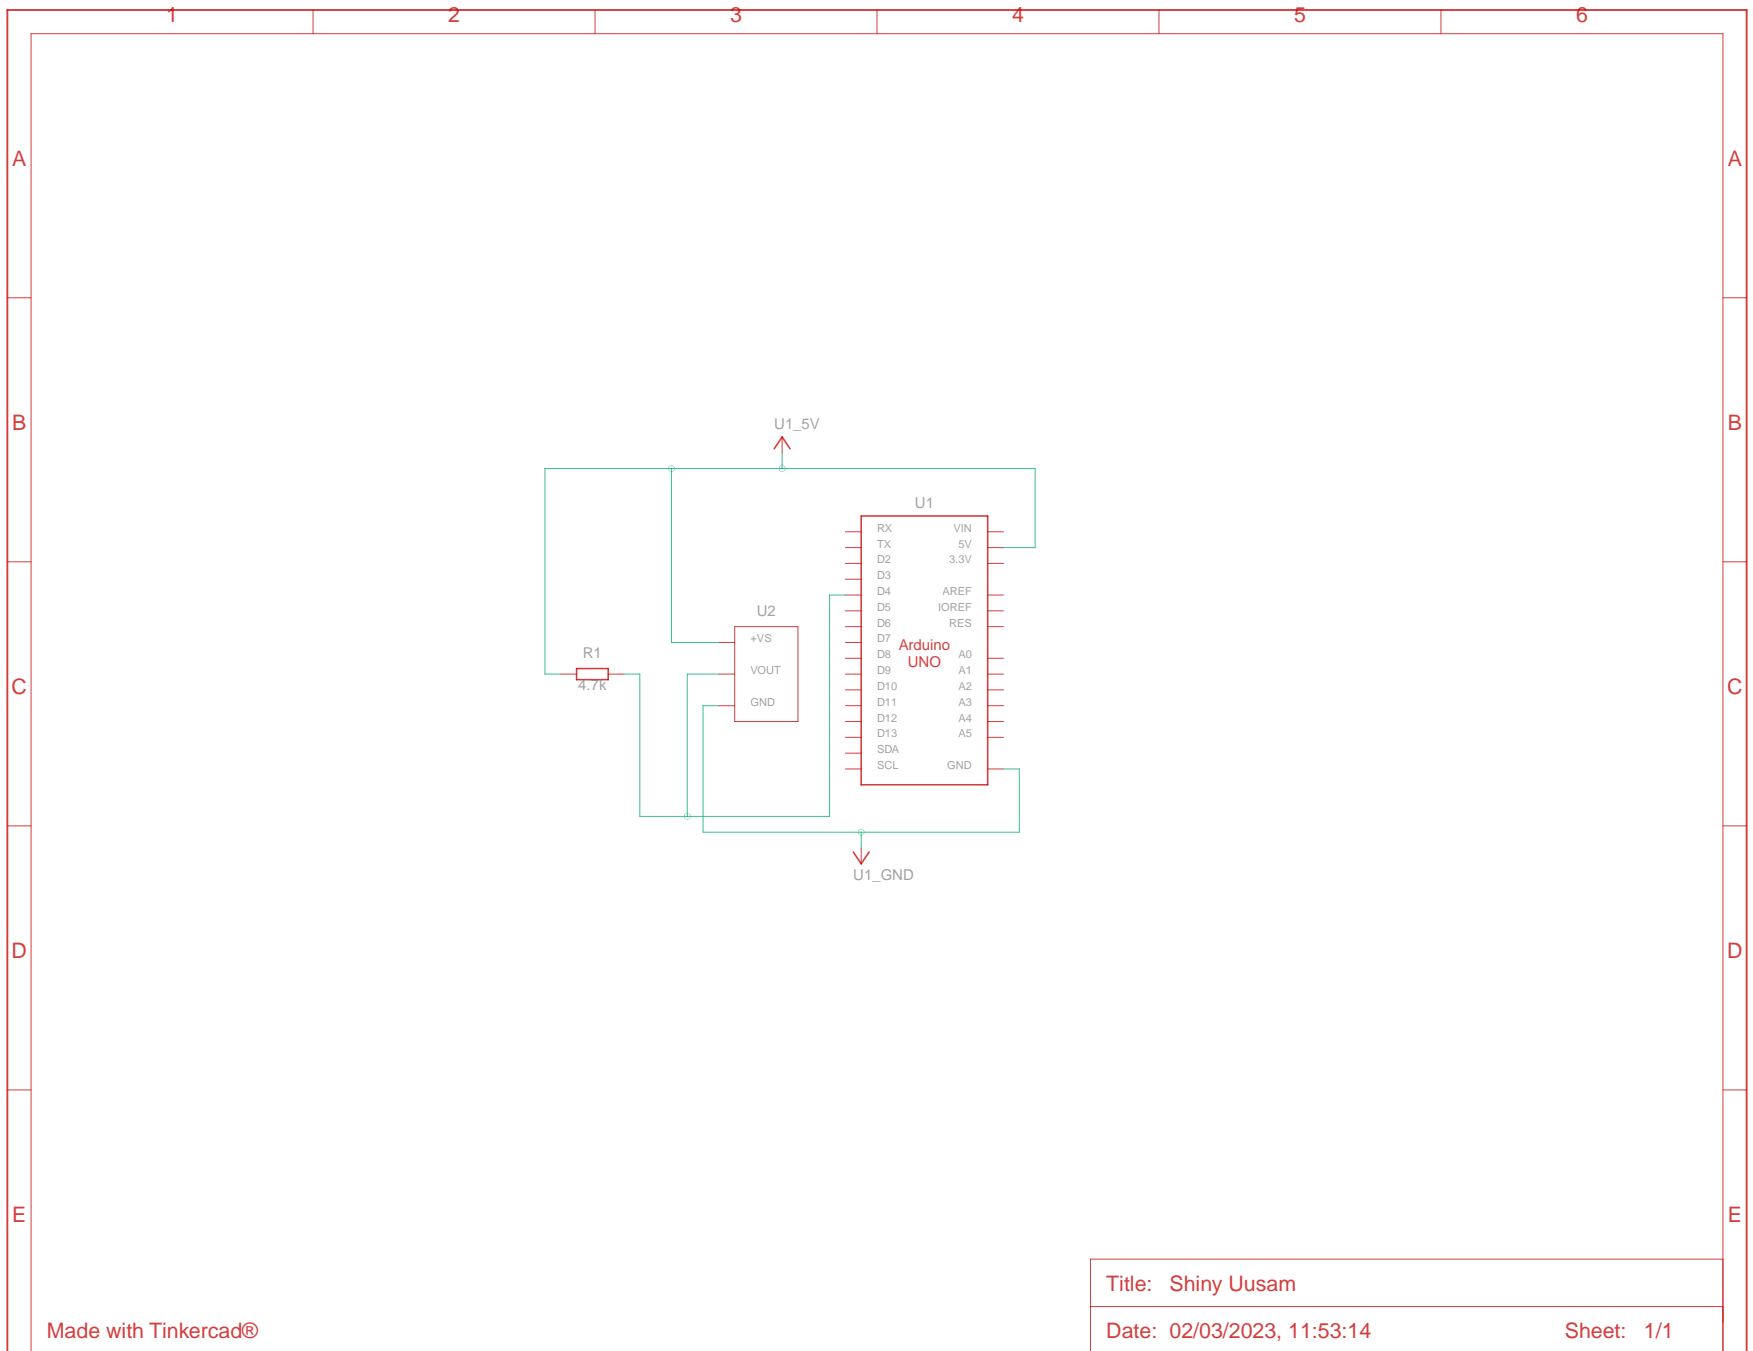 1 2 3 4 5 6
A A
B B
U1_5V
U1
RX VIN
TX 5V
D2 3.3V
D3
D4 AREF
U2 D5 IOREF
D6 RES
+VS D7
Arduino
R1 D8 A0
UNO
VOUT D9 A1
4.7k D10 A2
C C
GND D11 A3
D12 A4
D13 A5
SDA
SCL GND
U1_GND
D D
E E
Title: Shiny Uusam
Made with Tinkercad® Date: 02/03/2023, 11:53:14 Sheet: 1/1